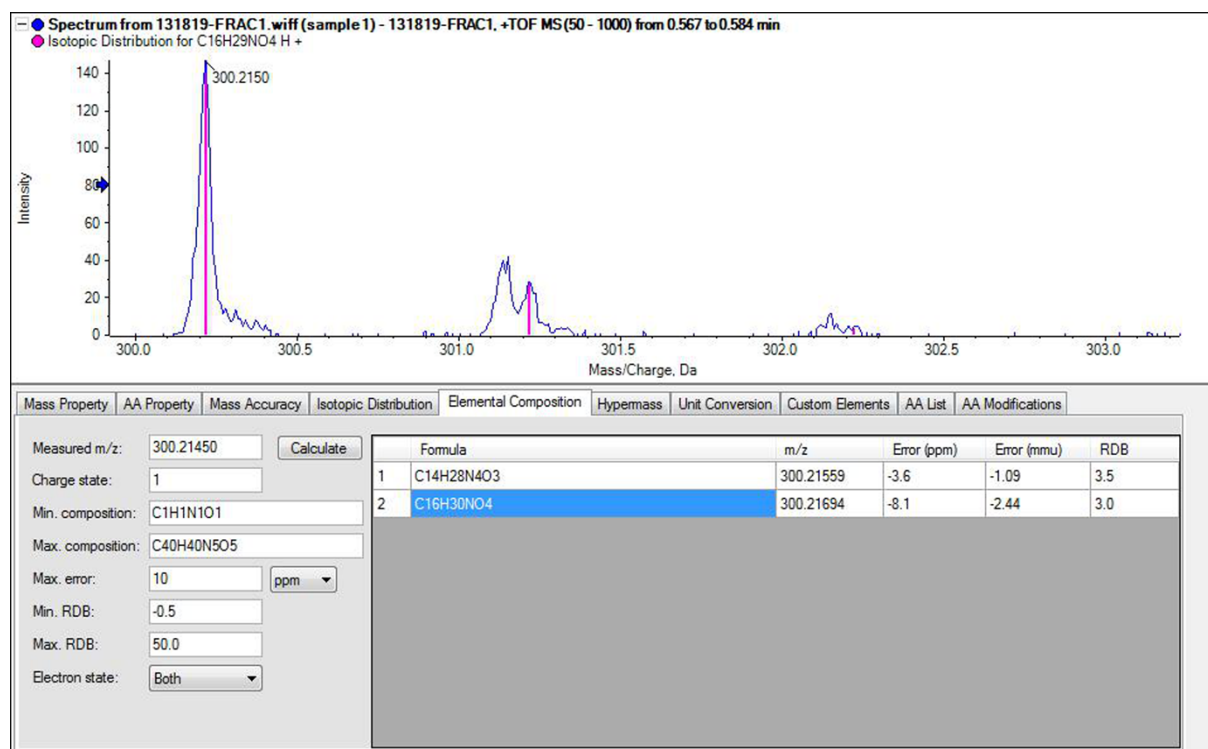 Spectrum from 131819-FRAC1.wiff (sample 1) - 131819-FRAC1, +TOF MS (50 - 1000) from 0.567 to 0.584 min
Isotopic Distribution for C16H29NO4 H +
300.2150
140
120
100
80
60
40
20
0
Intensity
300.0 300.5 301.0 301.5 302.0 302.5 303.0
Mass/Charge, Da
Mass Property AA Property Mass Accuracy Isotopic Distribution Elemental Composition Hypermass Unit Conversion Custom Elements AA List AA Modifications
Measured m/z: 300.21450 Calculate
Charge state: 1
Min. composition: C1H1N1O1
Max. composition: C40H40N5O5
Max. error: 10 ppm
Min. RDB: -0.5
Max. RDB: 50.0
Electron state: Both
Formula m/z Error (ppm) Error (mmu) RDB
1 C14H28N4O3 300.21559 -3.6 -1.09 3.5
2 C16H30NO4 300.21694 -8.1 -2.44 3.0